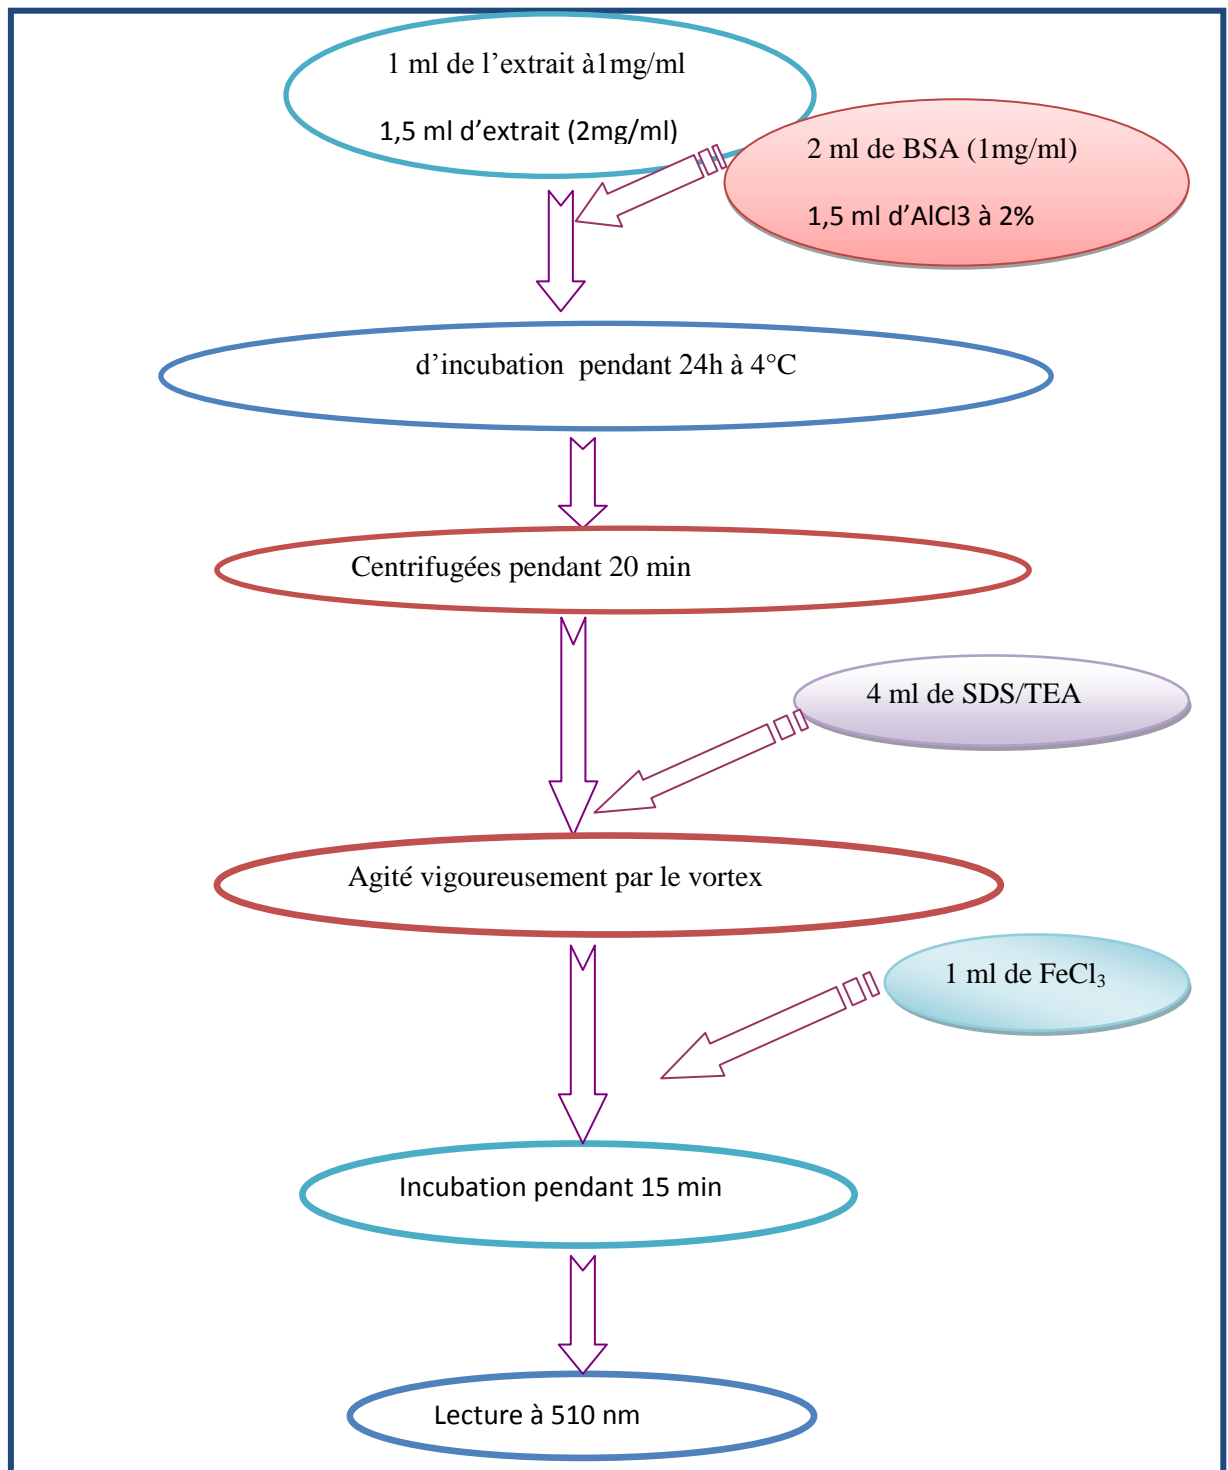 1 ml de l’extrait à1mg/ml
1,5 ml d’extrait (2mg/ml)
2 ml de BSA (1mg/ml)
1,5 ml d’AlCl3 à 2%
d’incubation  pendant 24h à 4°C
Centrifugées pendant 20 min
4 ml de SDS/TEA
Agité vigoureusement par le vortex
1 ml de FeCl₃
Incubation pendant 15 min
Lecture à 510 nm